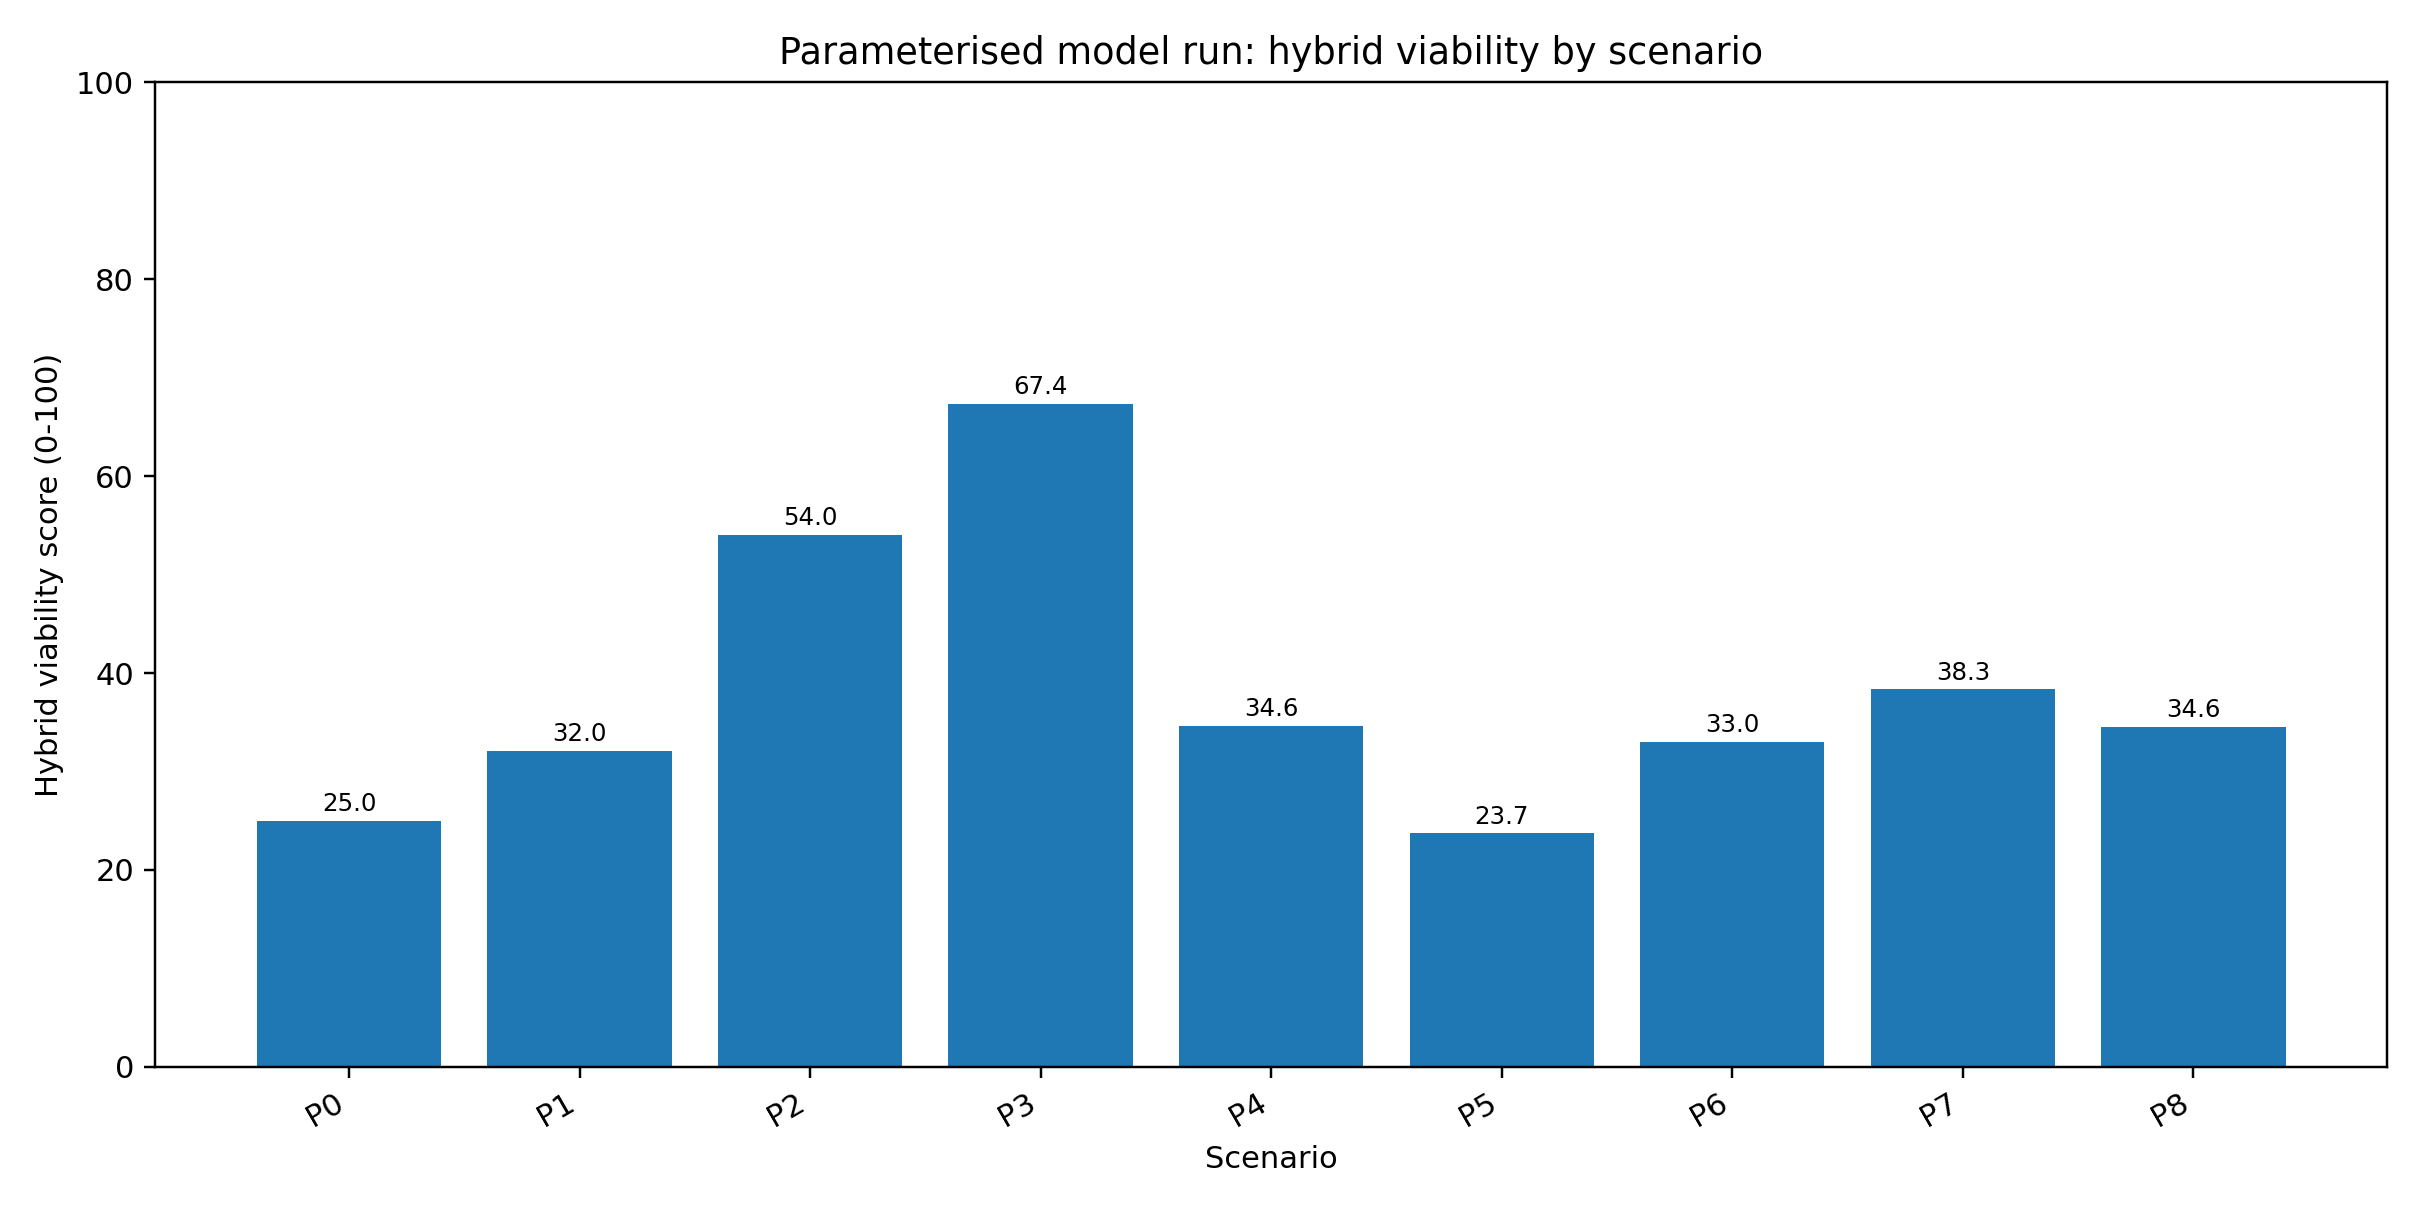 Parameterised model run: hybrid viability by scenario
Hybrid viability score (0-100)
100
80
60
40
20
0
25.0
32.0
54.0
67.4
34.6
23.7
33.0
38.3
34.6
P0
P1
P2
P3
P4
P5
P6
P7
P8
Scenario